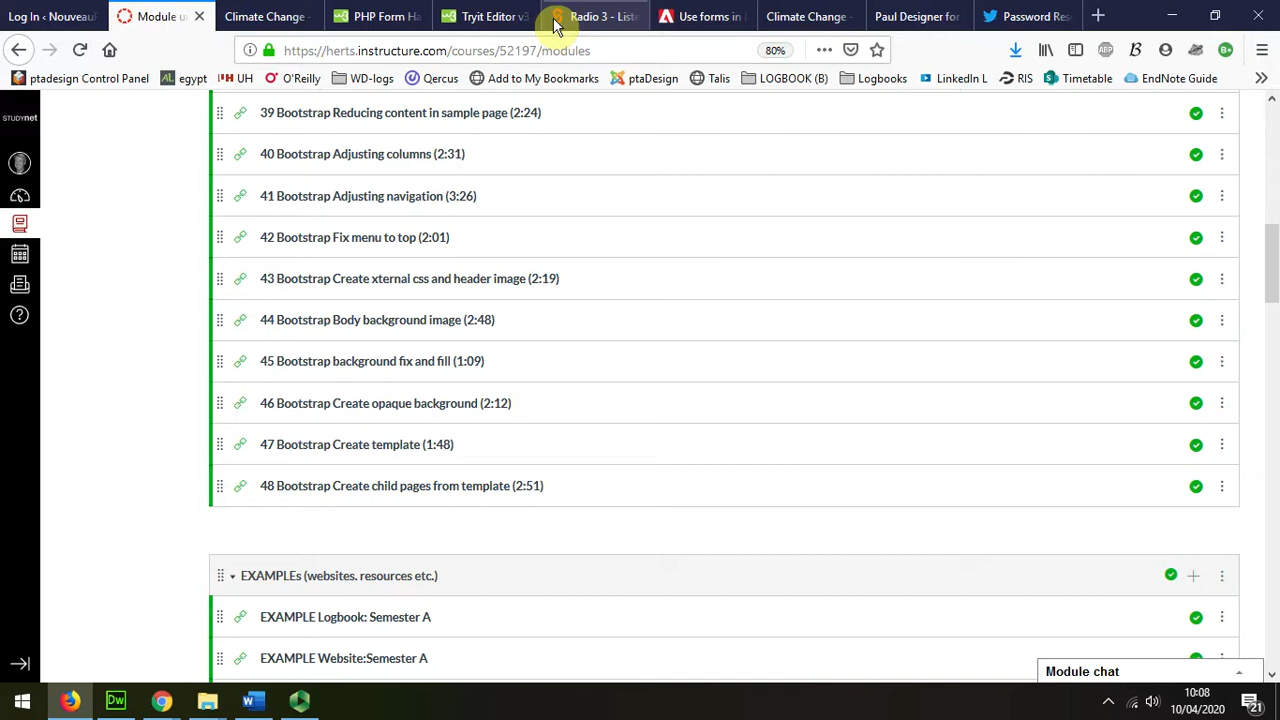 Log In ‹ Nouveau
Module u
Climate Change -
PHP Form Ha
Tryit Editor v3
Radio 3 - Liste
Use forms in
Climate Change -
Paul Designer for
Password Res
https://herts.instructure.com/courses/52197/modules
80%
ptadesign Control Panel
AL egypt
UH
O'Reilly
WD-logs
Qercus
Add to My Bookmarks
ptaDesign
Talis
LOGBOOK (B)
Logbooks
LinkedIn L
RIS
Timetable
EndNote Guide
STUDYNET
39 Bootstrap Reducing content in sample page (2:24)
40 Bootstrap Adjusting columns (2:31)
41 Bootstrap Adjusting navigation (3:26)
42 Bootstrap Fix menu to top (2:01)
43 Bootstrap Create xternal css and header image (2:19)
44 Bootstrap Body background image (2:48)
45 Bootstrap background fix and fill (1:09)
46 Bootstrap Create opaque background (2:12)
47 Bootstrap Create template (1:48)
48 Bootstrap Create child pages from template (2:51)
EXAMPLEs (websites. resources etc.)
EXAMPLE Logbook: Semester A
EXAMPLE Website:Semester A
Module chat
Dw
10:08
10/04/2020
21